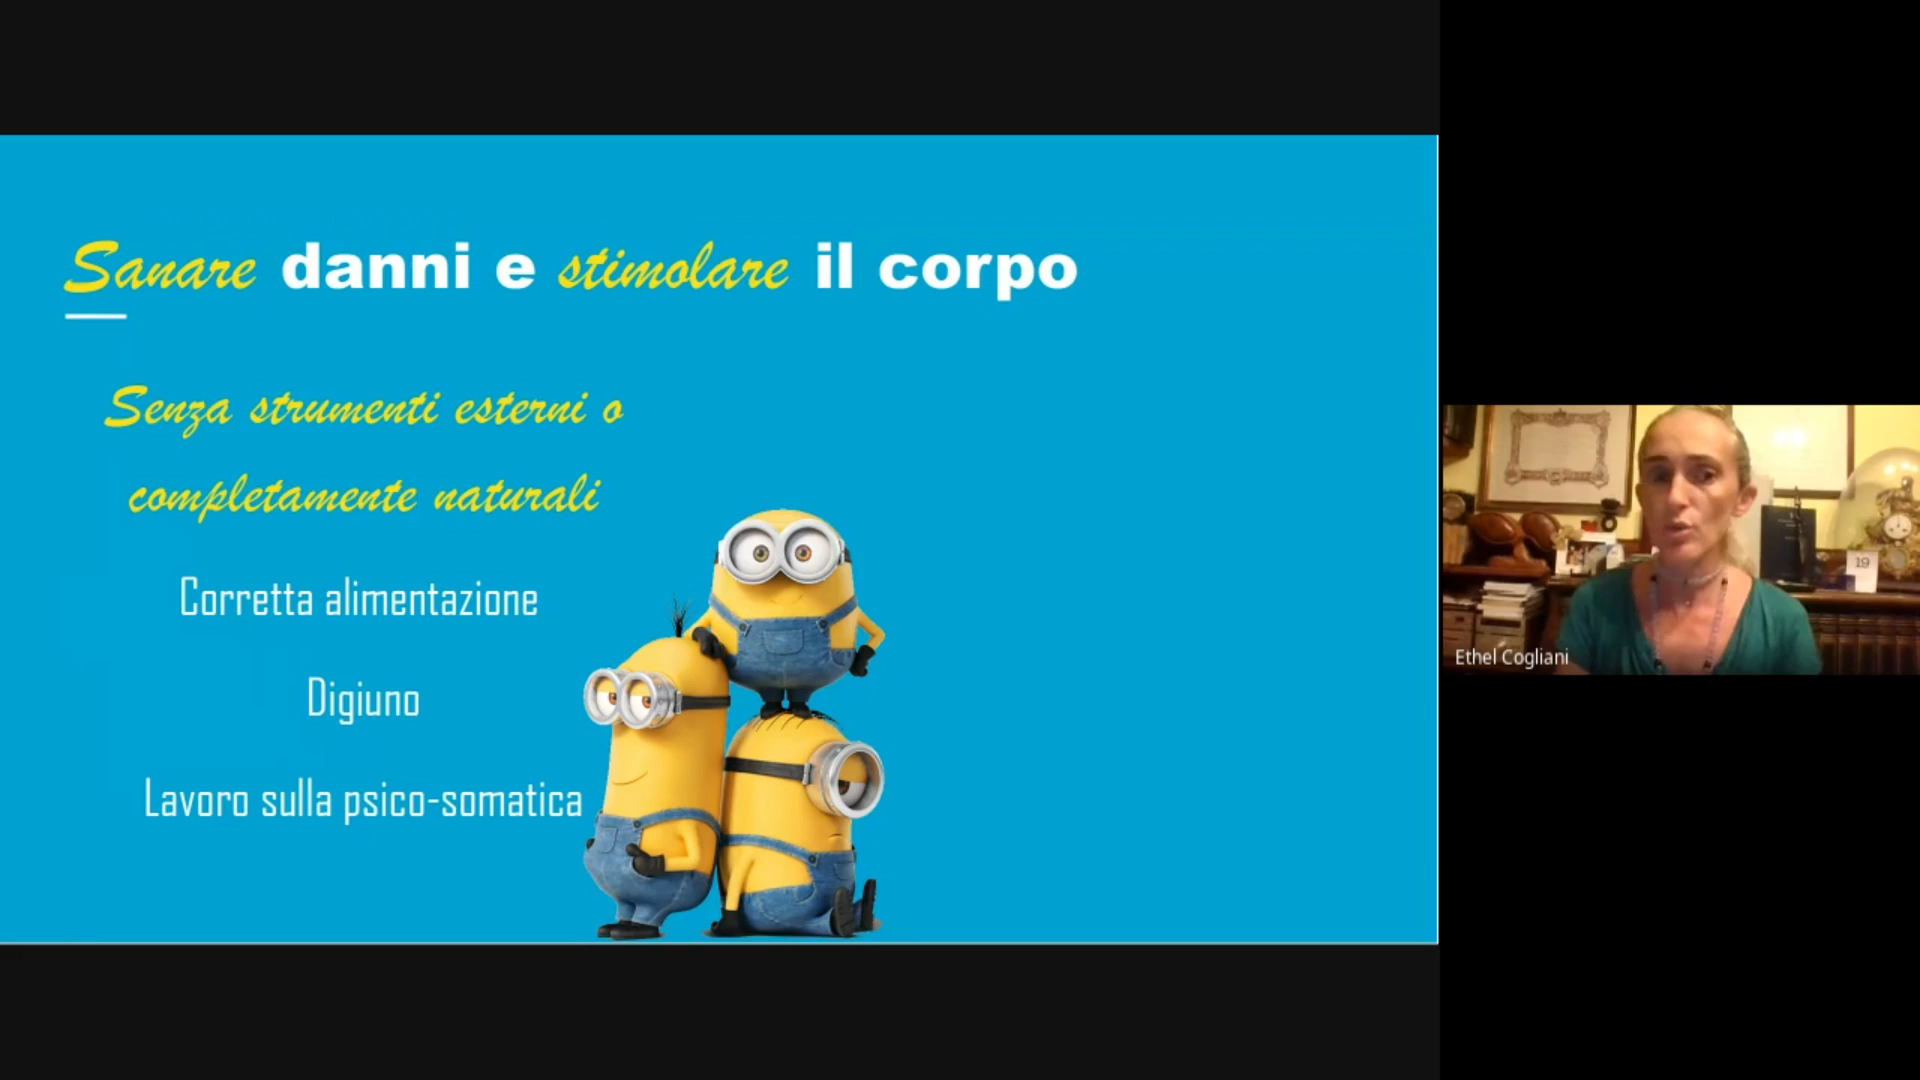 Sanare danni e stimolare il corpo
Senza strumenti esterni o
completamente naturali
Corretta alimentazione
Digiuno
Lavoro sulla psico-somatica
19
Ethel Cogliani